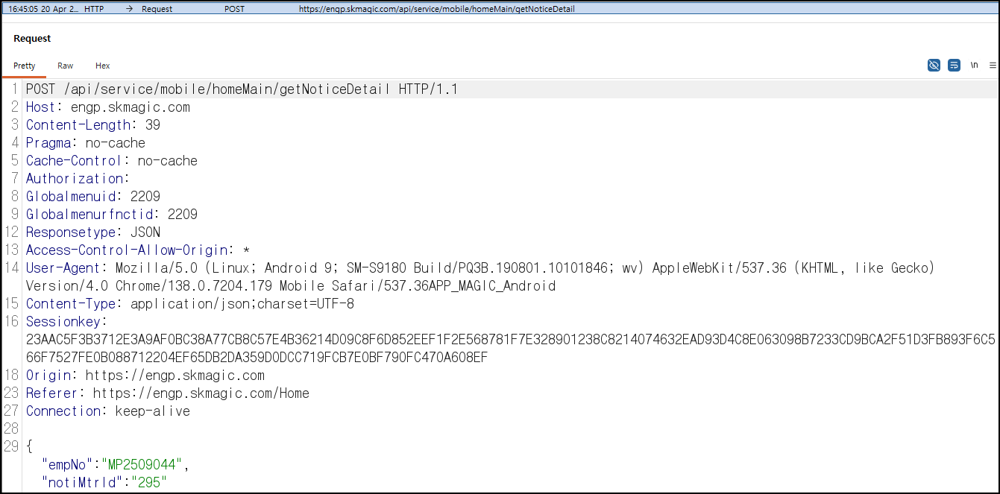 16:45:05 20 Apr 2... HTTP → Request POST https://engp.skmagic.com/api/service/mobile/homeMain/getNoticeDetail
Request
Pretty Raw Hex \n
1 POST /api/service/mobile/homeMain/getNoticeDetail HTTP/1.1
2 Host: engp.skmagic.com
3 Content-Length: 39
4 Pragma: no-cache
5 Cache-Control: no-cache
7 Authorization:
8 Globalmenuid: 2209
9 Globalmenurfnctid: 2209
12 Responsetype: JSON
13 Access-Control-Allow-Origin: *
14 User-Agent: Mozilla/5.0 (Linux; Android 9; SM-S9180 Build/PQ3B.190801.10101846; wv) AppleWebKit/537.36 (KHTML, like Gecko)
Version/4.0 Chrome/138.0.7204.179 Mobile Safari/537.36APP_MAGIC_Android
15 Content-Type: application/json;charset=UTF-8
16 Sessionkey:
23AAC5F3B3712E3A9AF0BC38A77CB8C57E4B36214D09C8F6D852EEF1F2E568781F7E328901238C8214074632EAD93D4C8E063098B7233CD9BCA2F51D3FB893F6C5
66F7527FE0B088712204EF65DB2DA359D0DCC719FCB7E0BF790FC470A608EF
18 Origin: https://engp.skmagic.com
23 Referer: https://engp.skmagic.com/Home
27 Connection: keep-alive
28
29 {
"empNo":"MP2509044",
"notiMtrId":"295"